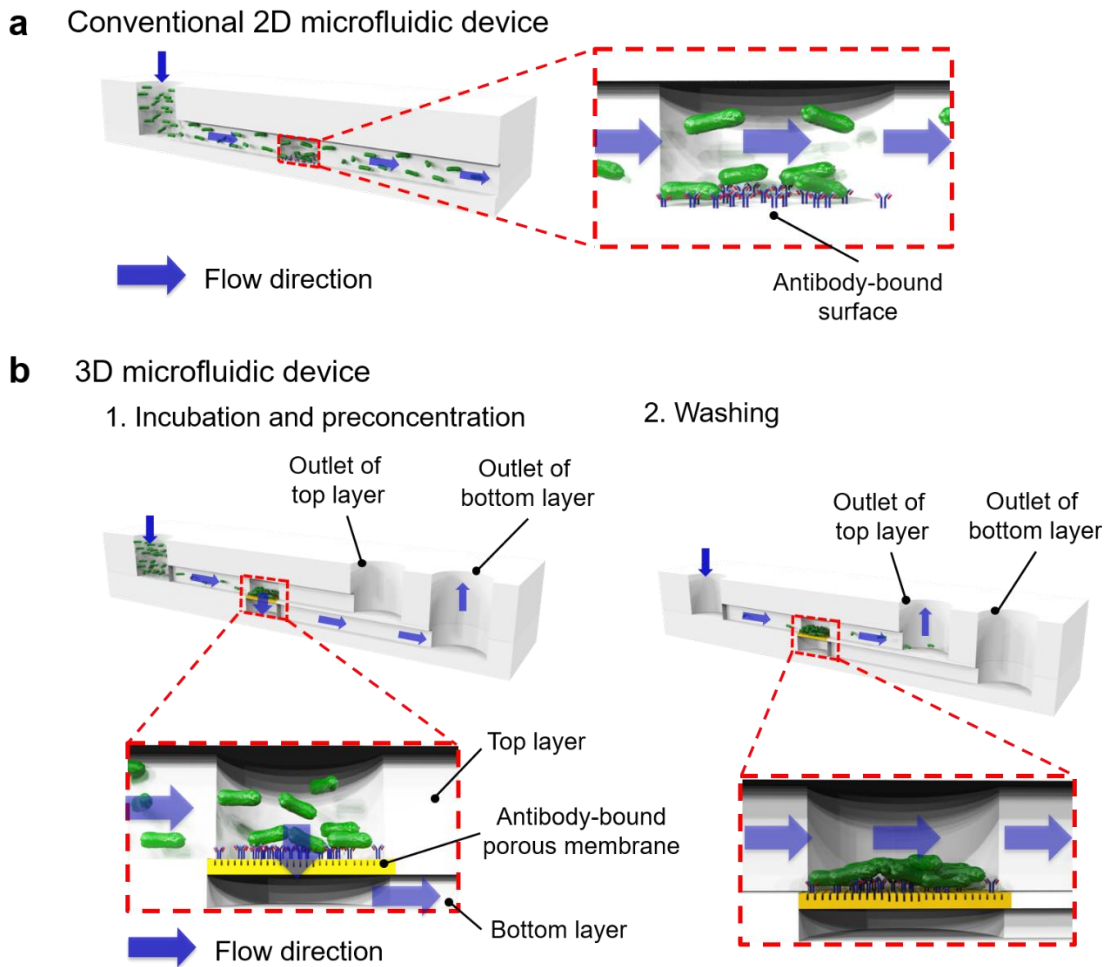 a Conventional 2D microfluidic device
Flow direction
Antibody-bound
surface
b 3D microfluidic device
1. Incubation and preconcentration
Outlet of
top layer
Outlet of
bottom layer
Top layer
Antibody-bound
porous membrane
Bottom layer
Flow direction
2. Washing
Outlet of
top layer
Outlet of
bottom layer